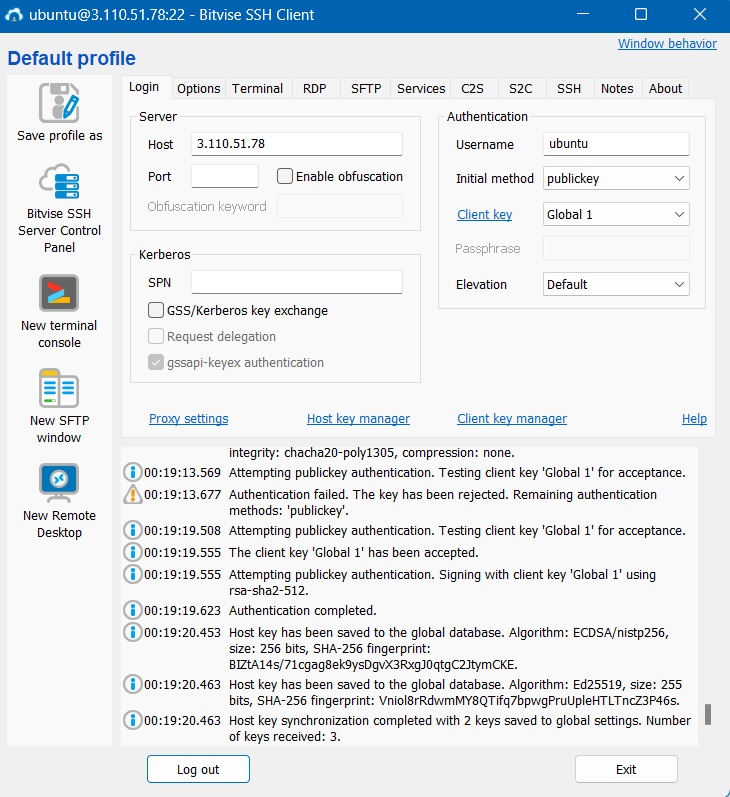 ubuntu@3.110.51.78:22 - Bitvise SSH Client
Default profile
Window behavior
Save profile as
Bitvise SSH
Server Control
Panel
New terminal
console
New SFTP
window
New Remote
Desktop
Login Options Terminal RDP SFTP Services C2S S2C SSH Notes About
Server
Host 3.110.51.78
Port Enable obfuscation
Obfuscation keyword
Kerberos
SPN
GSS/Kerberos key exchange
Request delegation
gssapi-keyex authentication
Authentication
Username ubuntu
Initial method publickey
Client key Global 1
Passphrase
Elevation Default
Proxy settings Host key manager Client key manager Help
integrity: chacha20-poly1305, compression: none.
00:19:13.569 Attempting publickey authentication. Testing client key 'Global 1' for acceptance.
00:19:13.677 Authentication failed. The key has been rejected. Remaining authentication
methods: 'publickey'.
00:19:19.508 Attempting publickey authentication. Testing client key 'Global 1' for acceptance.
00:19:19.555 The client key 'Global 1' has been accepted.
00:19:19.555 Attempting publickey authentication. Signing with client key 'Global 1' using
rsa-sha2-512.
00:19:19.623 Authentication completed.
00:19:20.453 Host key has been saved to the global database. Algorithm: ECDSA/nistp256,
size: 256 bits, SHA-256 fingerprint:
BIZtA14s/71cgag8ek9ysDgvX3RxgJ0qtgC2JtymCKE.
00:19:20.463 Host key has been saved to the global database. Algorithm: Ed25519, size: 255
bits, SHA-256 fingerprint: Vniol8rRdwmMY8QTifq7bpwgPruUpleHTLTncZ3P46s.
00:19:20.463 Host key synchronization completed with 2 keys saved to global settings. Number
of keys received: 3.
Log out Exit